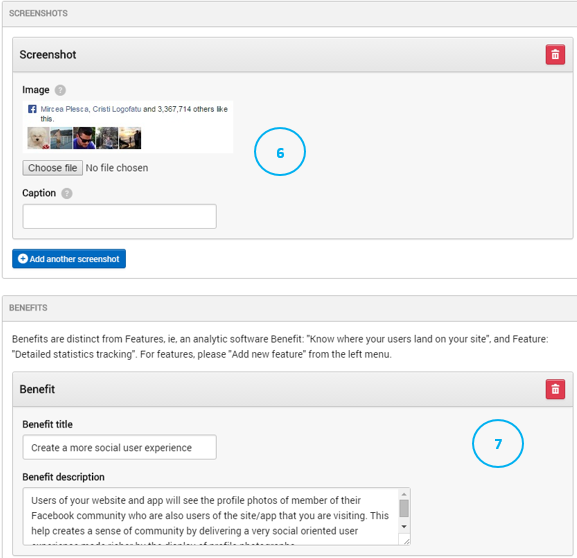 SCREENSHOTS
Screenshot
Image ?
Mircea Plesca, Cristi Logofatu and 3,367,714 others like
this.
6
Choose file No file chosen
Caption ?
Add another screenshot
BENEFITS
Benefits are distinct from Features, ie, an analytic software Benefit: "Know where your users land on your site", and Feature:
"Detailed statistics tracking". For features, please "Add new feature" from the left menu.
Benefit
Benefit title
7
Create a more social user experience
Benefit description
Users of your website and app will see the profile photos of member of their
Facebook community who are also users of the site/app that you are visiting. This
help creates a sense of community by delivering a very social oriented user